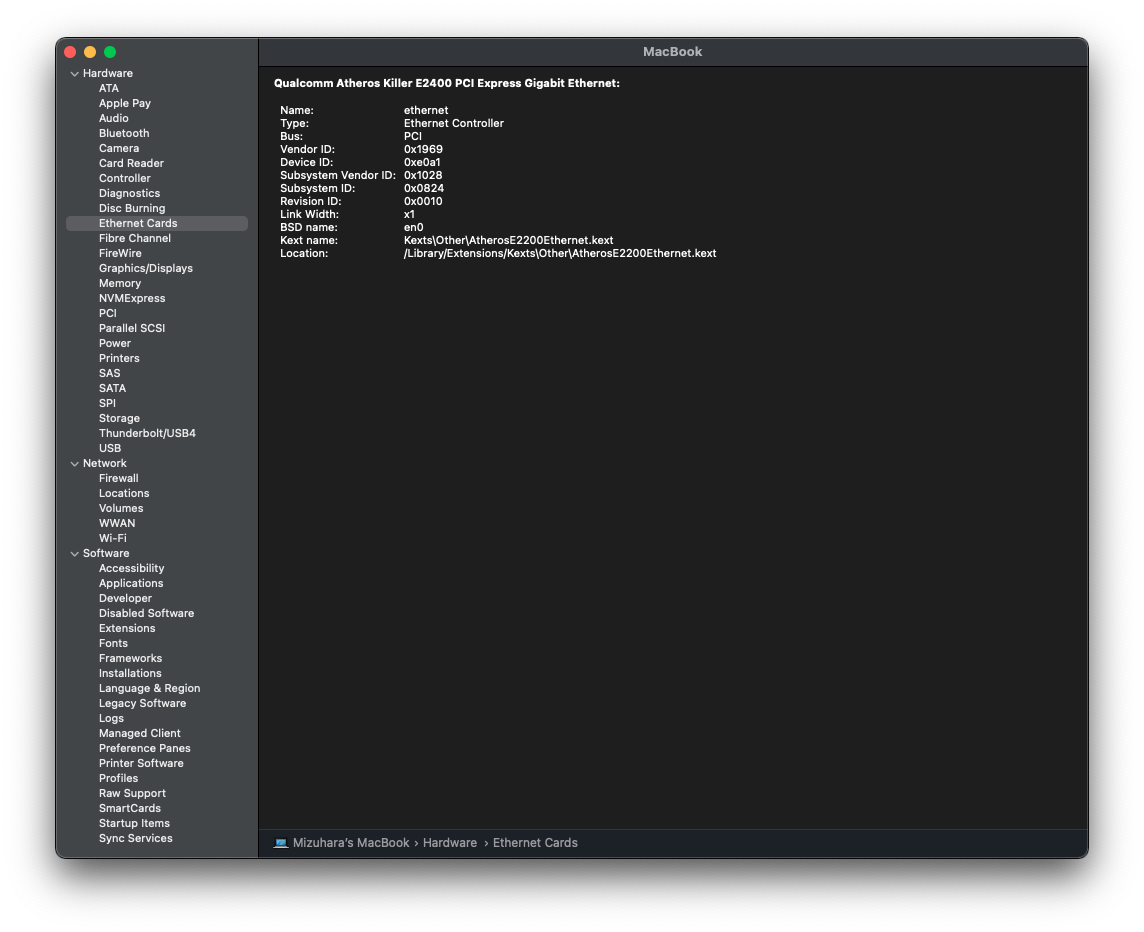 MacBook
Hardware
ATA
Apple Pay
Audio
Bluetooth
Camera
Card Reader
Controller
Diagnostics
Disc Burning
Ethernet Cards
Fibre Channel
FireWire
Graphics/Displays
Memory
NVMExpress
PCI
Parallel SCSI
Power
Printers
SAS
SATA
SPI
Storage
Thunderbolt/USB4
USB
Network
Firewall
Locations
Volumes
WWAN
Wi-Fi
Software
Accessibility
Applications
Developer
Disabled Software
Extensions
Fonts
Frameworks
Installations
Language & Region
Legacy Software
Logs
Managed Client
Preference Panes
Printer Software
Profiles
Raw Support
SmartCards
Startup Items
Sync Services
Qualcomm Atheros Killer E2400 PCI Express Gigabit Ethernet:
Name: ethernet
Type: Ethernet Controller
Bus: PCI
Vendor ID: 0x1969
Device ID: 0xe0a1
Subsystem Vendor ID: 0x1028
Subsystem ID: 0x0824
Revision ID: 0x0010
Link Width: x1
BSD name: en0
Kext name: Kexts\Other\AtherosE2200Ethernet.kext
Location: /Library/Extensions/Kexts\Other\AtherosE2200Ethernet.kext
Mizuhara's MacBook › Hardware › Ethernet Cards